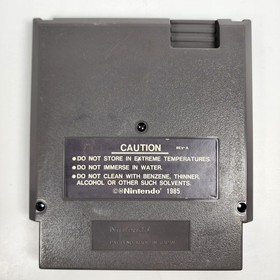 CAUTION
REV-A
•DO NOT STORE IN EXTREME TEMPERATURES.
•DO NOT IMMERSE IN WATER.
•DO NOT CLEAN WITH BENZENE, THINNER,
ALCOHOL OR OTHER SUCH SOLVENTS.
©®Nintendo® 1985